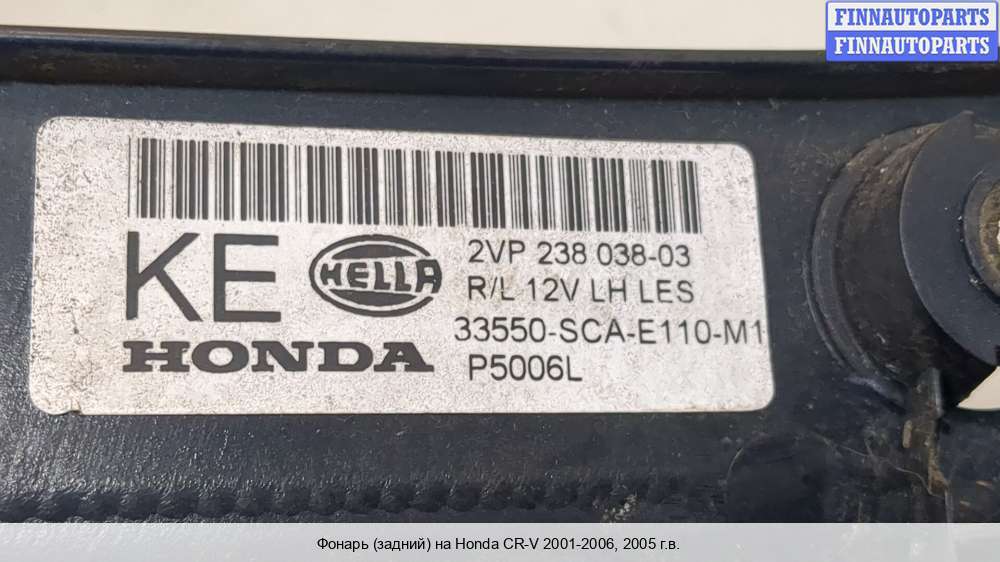 FINNAUTOPARTS
FINNAUTOPARTS
KE
HELLA
2VP 238 038-03
R/L 12V LH LES
33550-SCA-E110-M1
HONDA
P5006L
Фонарь (задний) на Honda CR-V 2001-2006, 2005 г.в.